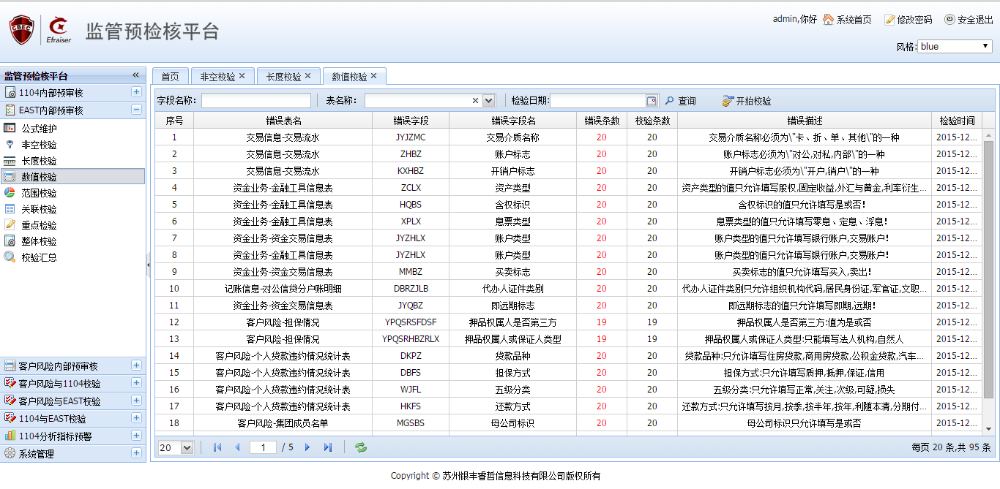 CBEC
Efraiser
监管预检核平台
admin,你好 系统首页 修改密码 安全退出
风格: blue
监管预检核平台
1104内部预审核
EAST内部预审核
公式维护
非空校验
长度校验
数值校验
范围校验
关联校验
重点检验
整体校验
校验汇总
客户风险内部预审核
客户风险与1104校验
客户风险与EAST校验
1104与EAST校验
1104分析指标预警
系统管理
首页 非空校验 长度校验 数值校验
字段名称: 表名称: 检验日期: 查询 开始校验
序号 错误表名 错误字段 错误字段名 错误条数 校验条数 错误描述 检验时间
1 交易信息-交易流水 JYJZMC 交易介质名称 20 20 交易介质名称必须为\"卡、折、单、其他\"的一种 2015-12...
2 交易信息-交易流水 ZHBZ 账户标志 20 20 账户标志必须为\"对公,对私,内部\"的一种 2015-12...
3 交易信息-交易流水 KXHBZ 开销户标志 20 20 开销户标志必须为\"开户,销户\"的一种 2015-12...
4 资金业务-金融工具信息表 ZCLX 资产类型 20 20 资产类型的值只允许填写股权,固定收益,外汇与黄金,利率衍生... 2015-12...
5 资金业务-金融工具信息表 HQBS 含权标识 20 20 含权标识的值只允许填写是或否! 2015-12...
6 资金业务-金融工具信息表 XPLX 息票类型 20 20 息票类型的值只允许填写零息、定息、浮息! 2015-12...
7 资金业务-资金交易信息表 JYZHLX 账户类型 20 20 账户类型的值只允许填写银行账户,交易账户! 2015-12...
8 资金业务-金融工具信息表 JYZHLX 账户类型 20 20 账户类型的值只允许填写银行账户,交易账户! 2015-12...
9 资金业务-资金交易信息表 MMBZ 买卖标志 20 20 买卖标志的值只允许填写买入,卖出! 2015-12...
10 记账信息-对公信贷分户账明细 DBRZJLB 代办人证件类别 20 20 代办人证件类别只允许组织机构代码,居民身份证,军官证,文职... 2015-12...
11 资金业务-资金交易信息表 JYQBZ 即远期标志 20 20 即远期标志的值只允许填写即期,远期! 2015-12...
12 客户风险-担保情况 YPQSRSFDSF 押品权属人是否第三方 19 19 押品权属人是否第三方:值为是或否 2015-12...
13 客户风险-担保情况 YPQSRHBZRLX 押品权属人或保证人类型 19 19 押品权属人或保证人类型:只能填写法人机构,自然人 2015-12...
14 客户风险-个人贷款违约情况统计表 DKPZ 贷款品种 20 20 贷款品种:只允许填写住房贷款,商用房贷款,公积金贷款,汽车... 2015-12...
15 客户风险-个人贷款违约情况统计表 DBFS 担保方式 20 20 担保方式:只允许填写质押,抵押,保证,信用 2015-12...
16 客户风险-个人贷款违约情况统计表 WJFL 五级分类 20 20 五级分类:只允许填写正常,关注,次级,可疑,损失 2015-12...
17 客户风险-个人贷款违约情况统计表 HKFS 还款方式 20 20 还款方式:只允许填写按月,按季,按半年,按年,利随本清,分期付... 2015-12...
18 客户风险-集团成员名单 MGSBS 母公司标识 20 20 母公司标识只允许填写是或否 2015-12...
20 1 / 5 每页 20 条,共 95 条
Copyright © 苏州银丰睿哲信息科技有限公司版权所有